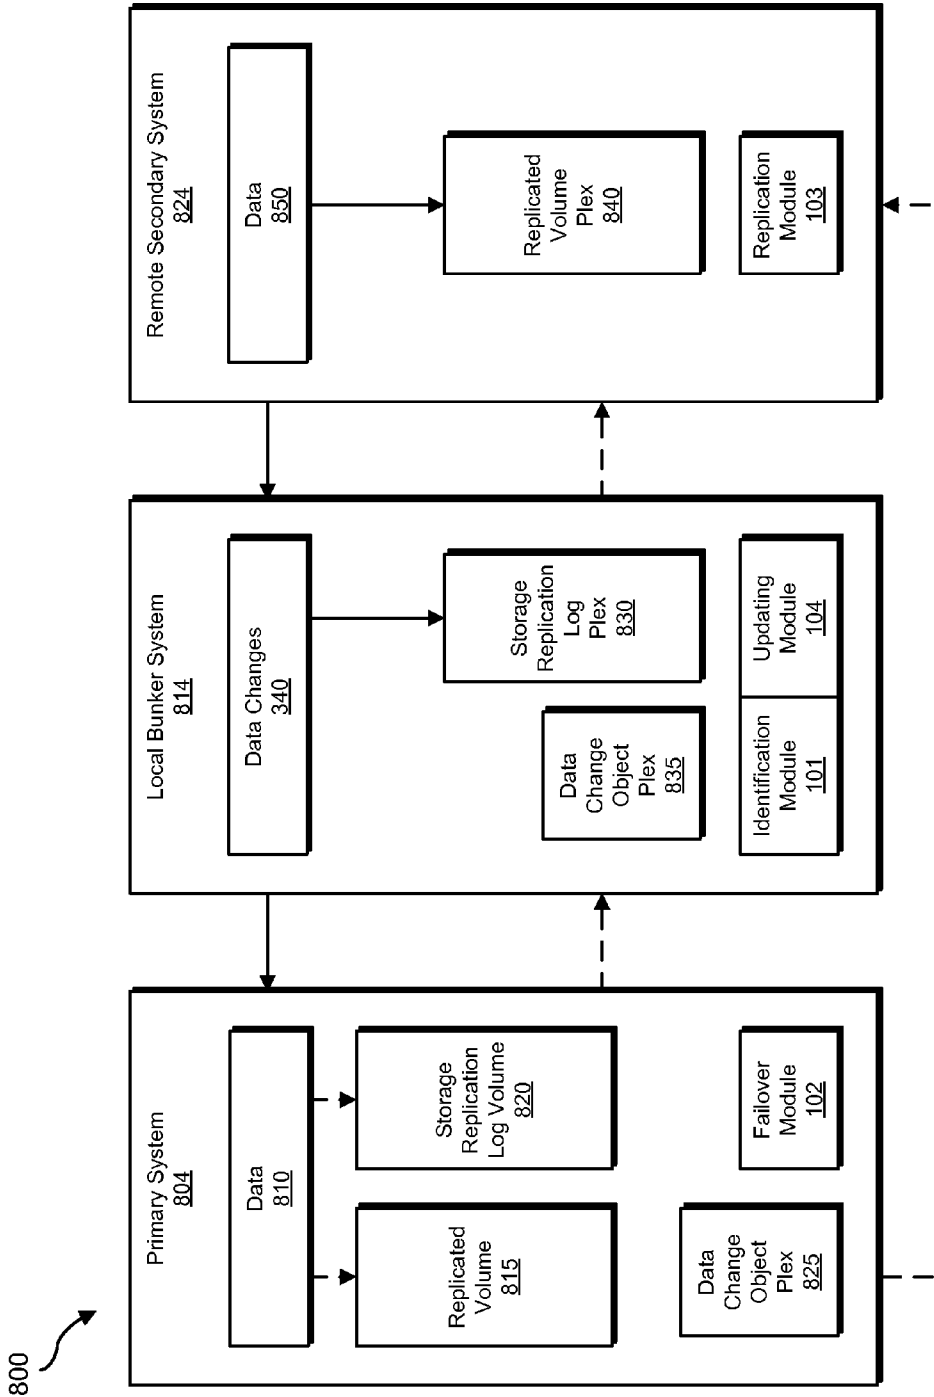 800
Primary System
804
Data
810
Replicated
Volume
815
Storage
Replication
Log Volume
820
Data
Change
Object
Plex
825
Failover
Module
102
Local Bunker System
814
Data Changes
340
Storage
Replication
Log
Plex
830
Data
Change
Object
Plex
835
Identification
Module
101
Updating
Module
104
Remote Secondary System
824
Data
850
Replicated
Volume
Plex
840
Replication
Module
103